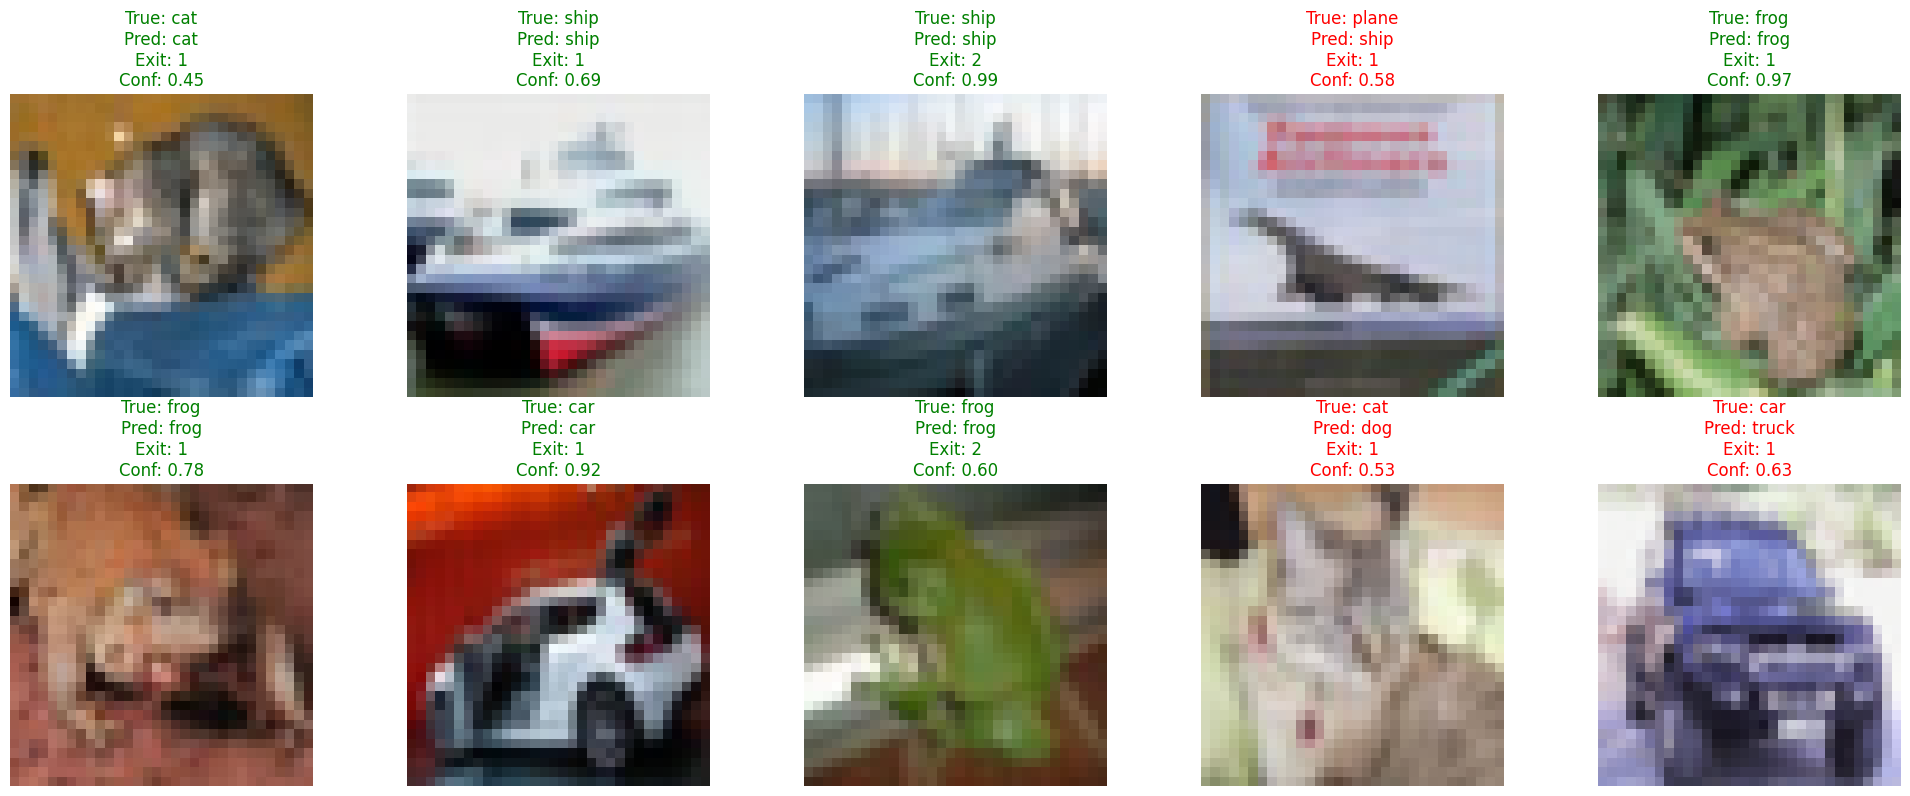 True: cat
Pred: cat
Exit: 1
Conf: 0.45
True: ship
Pred: ship
Exit: 1
Conf: 0.69
True: ship
Pred: ship
Exit: 2
Conf: 0.99
True: plane
Pred: ship
Exit: 1
Conf: 0.58
True: frog
Pred: frog
Exit: 1
Conf: 0.97
True: frog
Pred: frog
Exit: 1
Conf: 0.78
True: car
Pred: car
Exit: 1
Conf: 0.92
True: frog
Pred: frog
Exit: 2
Conf: 0.60
True: cat
Pred: dog
Exit: 1
Conf: 0.53
True: car
Pred: truck
Exit: 1
Conf: 0.63